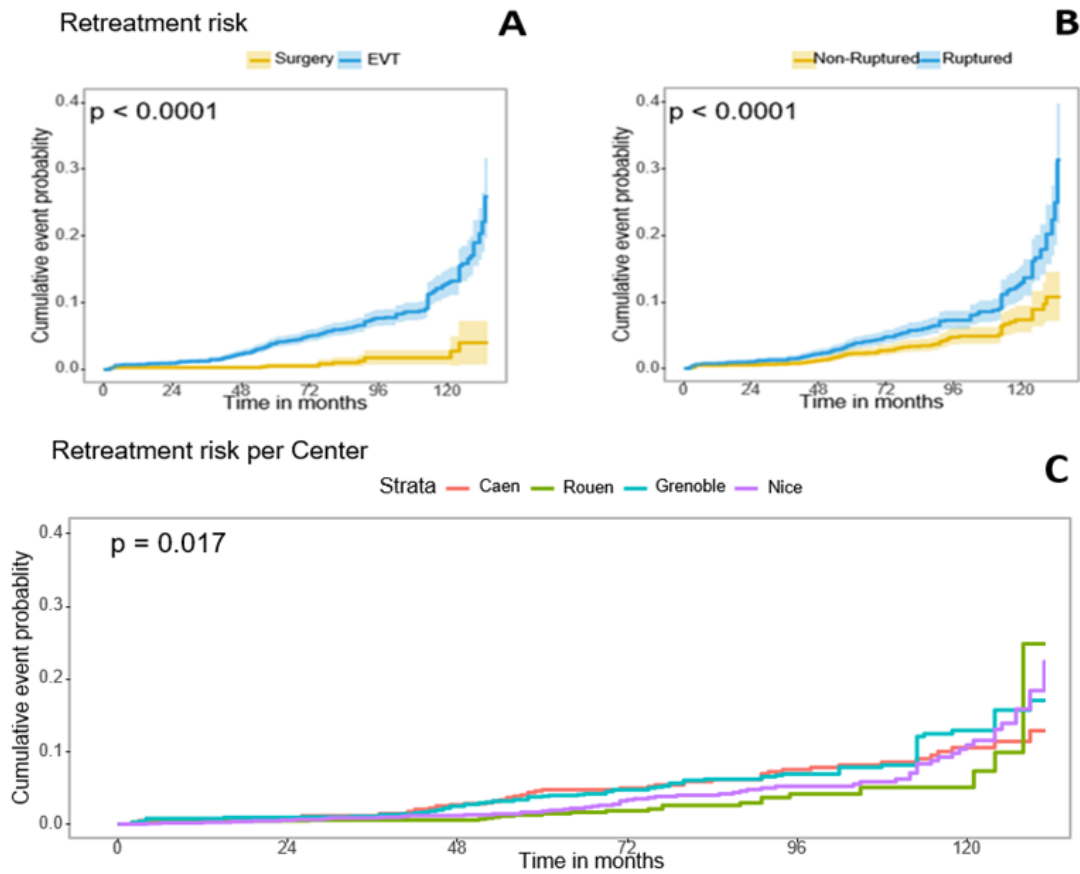 Retreatment risk
A
Surgery EVT
p < 0.0001
Cumulative event probablity
0.4
0.3
0.2
0.1
0.0
0 24 48 72 96 120
Time in months
B
Non-Ruptured Ruptured
p < 0.0001
Cumulative event probablity
0.4
0.3
0.2
0.1
0.0
0 24 48 72 96 120
Time in months
Retreatment risk per Center
C
Strata Caen Rouen Grenoble Nice
p = 0.017
Cumulative event probablity
0.4
0.3
0.2
0.1
0.0
0 24 48 72 96 120
Time in months